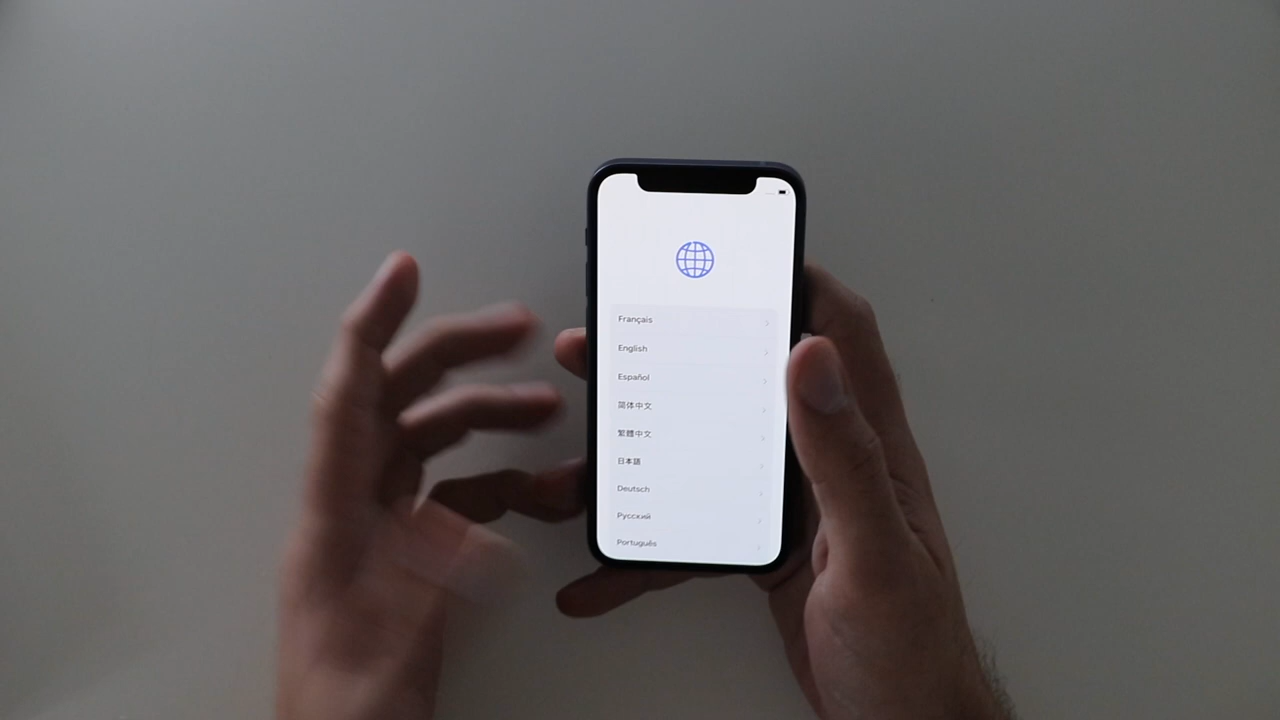 Français
English
Español
简体中文
繁體中文
日本語
Deutsch
Русский
Português